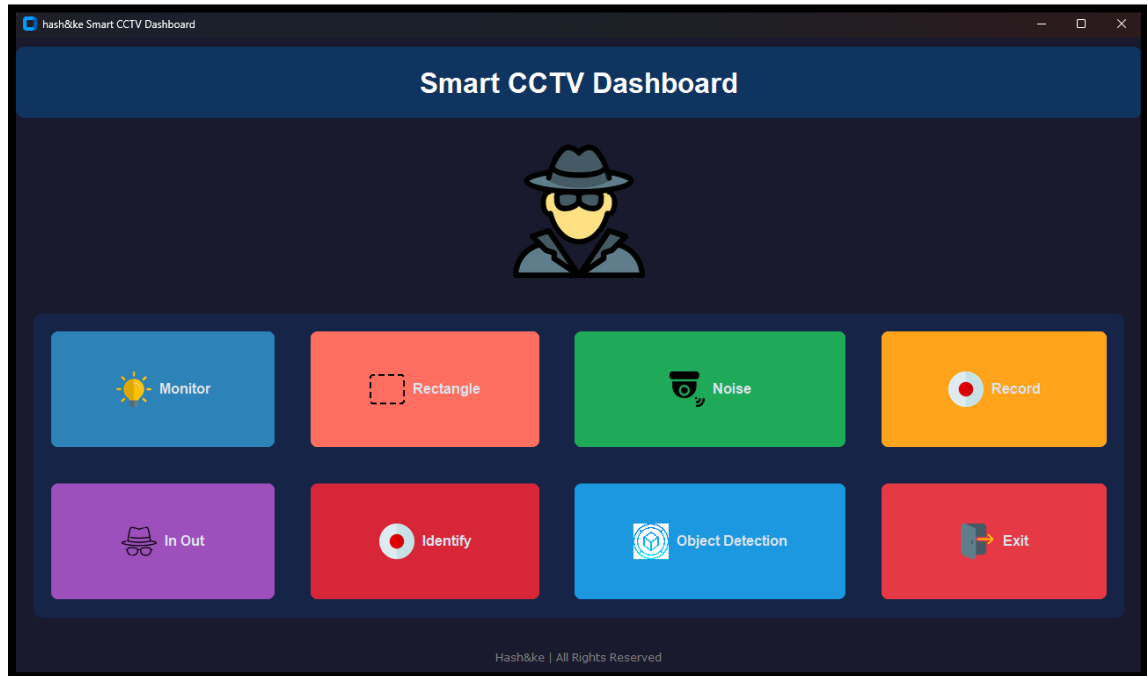 hash&ke Smart CCTV Dashboard
Smart CCTV Dashboard
Monitor
Rectangle
Noise
Record
In Out
Identify
Object Detection
Exit
Hash&ke | All Rights Reserved